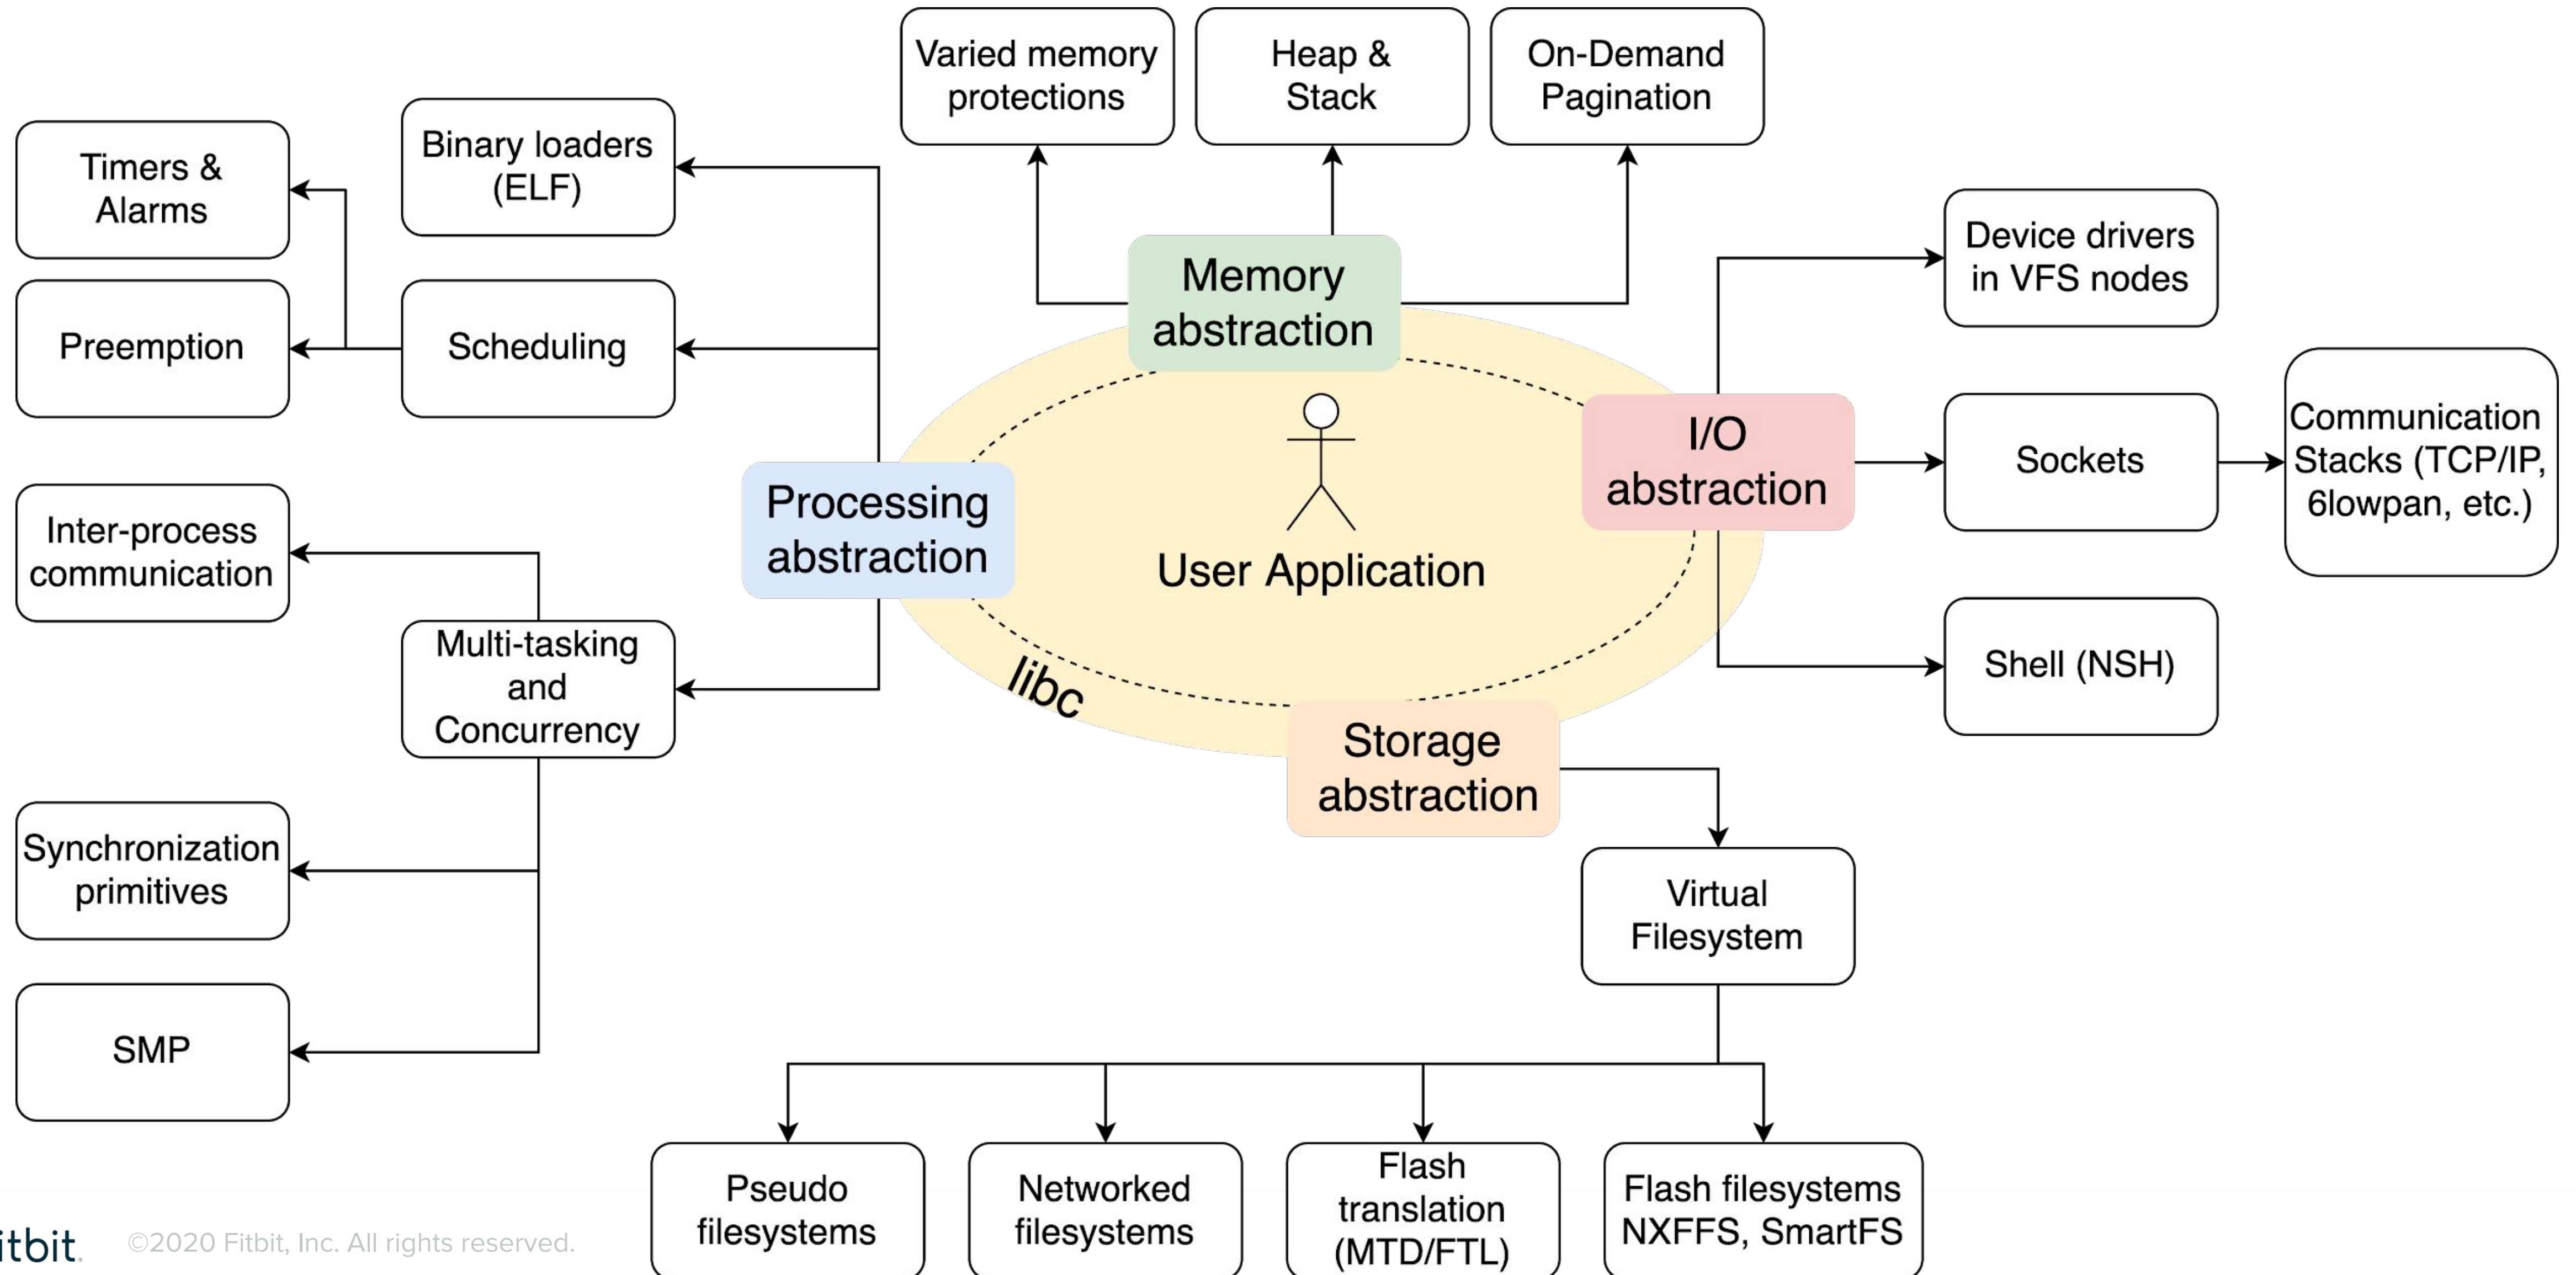 Varied memory
protections
Heap &
Stack
On-Demand
Pagination
Timers &
Alarms
Binary loaders
(ELF)
Preemption
Scheduling
Memory
abstraction
Device drivers
in VFS nodes
I/O
abstraction
Sockets
Communication
Stacks (TCP/IP,
6lowpan, etc.)
Processing
abstraction
User Application
Inter-process
communication
Multi-tasking
and
Concurrency
libc
Shell (NSH)
Storage
abstraction
Synchronization
primitives
Virtual
Filesystem
SMP
Pseudo
filesystems
Networked
filesystems
Flash
translation
(MTD/FTL)
Flash filesystems
NXFFS, SmartFS
itbit.
©2020 Fitbit, Inc. All rights reserved.